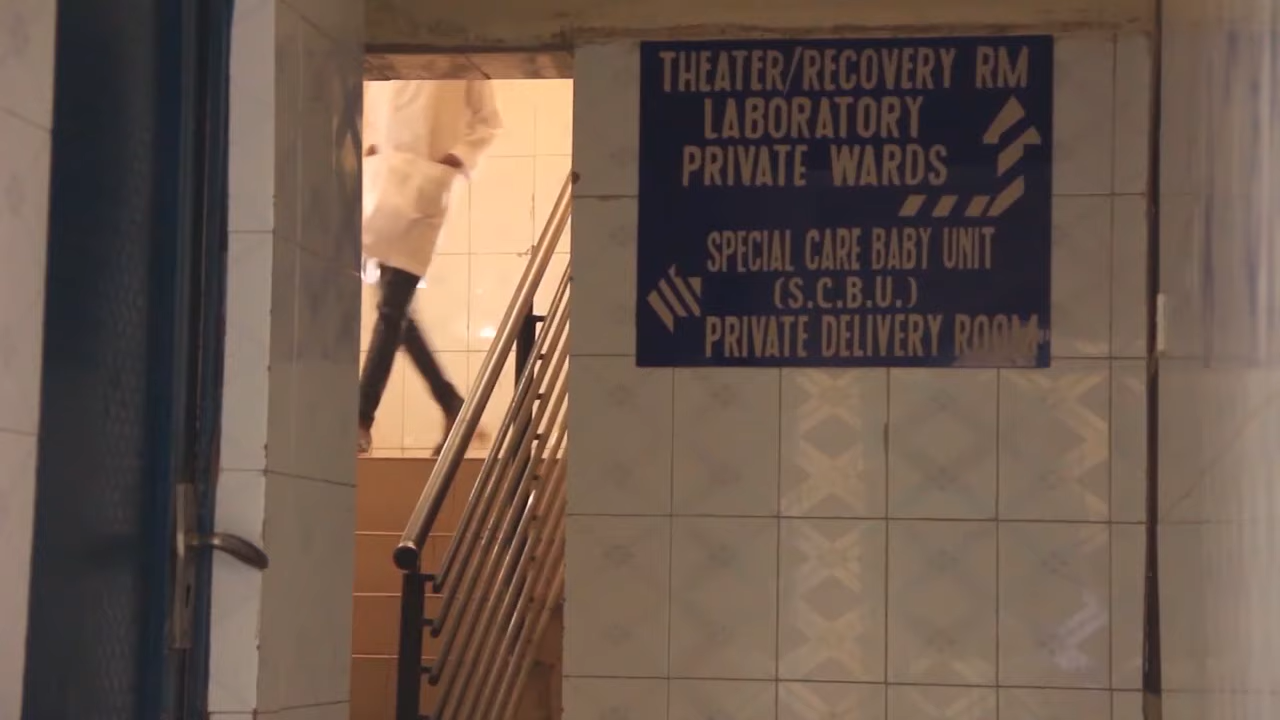 THEATER/RECOVERY RM
LABORATORY
PRIVATE WARDS
SPECIAL CARE BABY UNIT
(S.C.B.U.)
PRIVATE DELIVERY ROOM